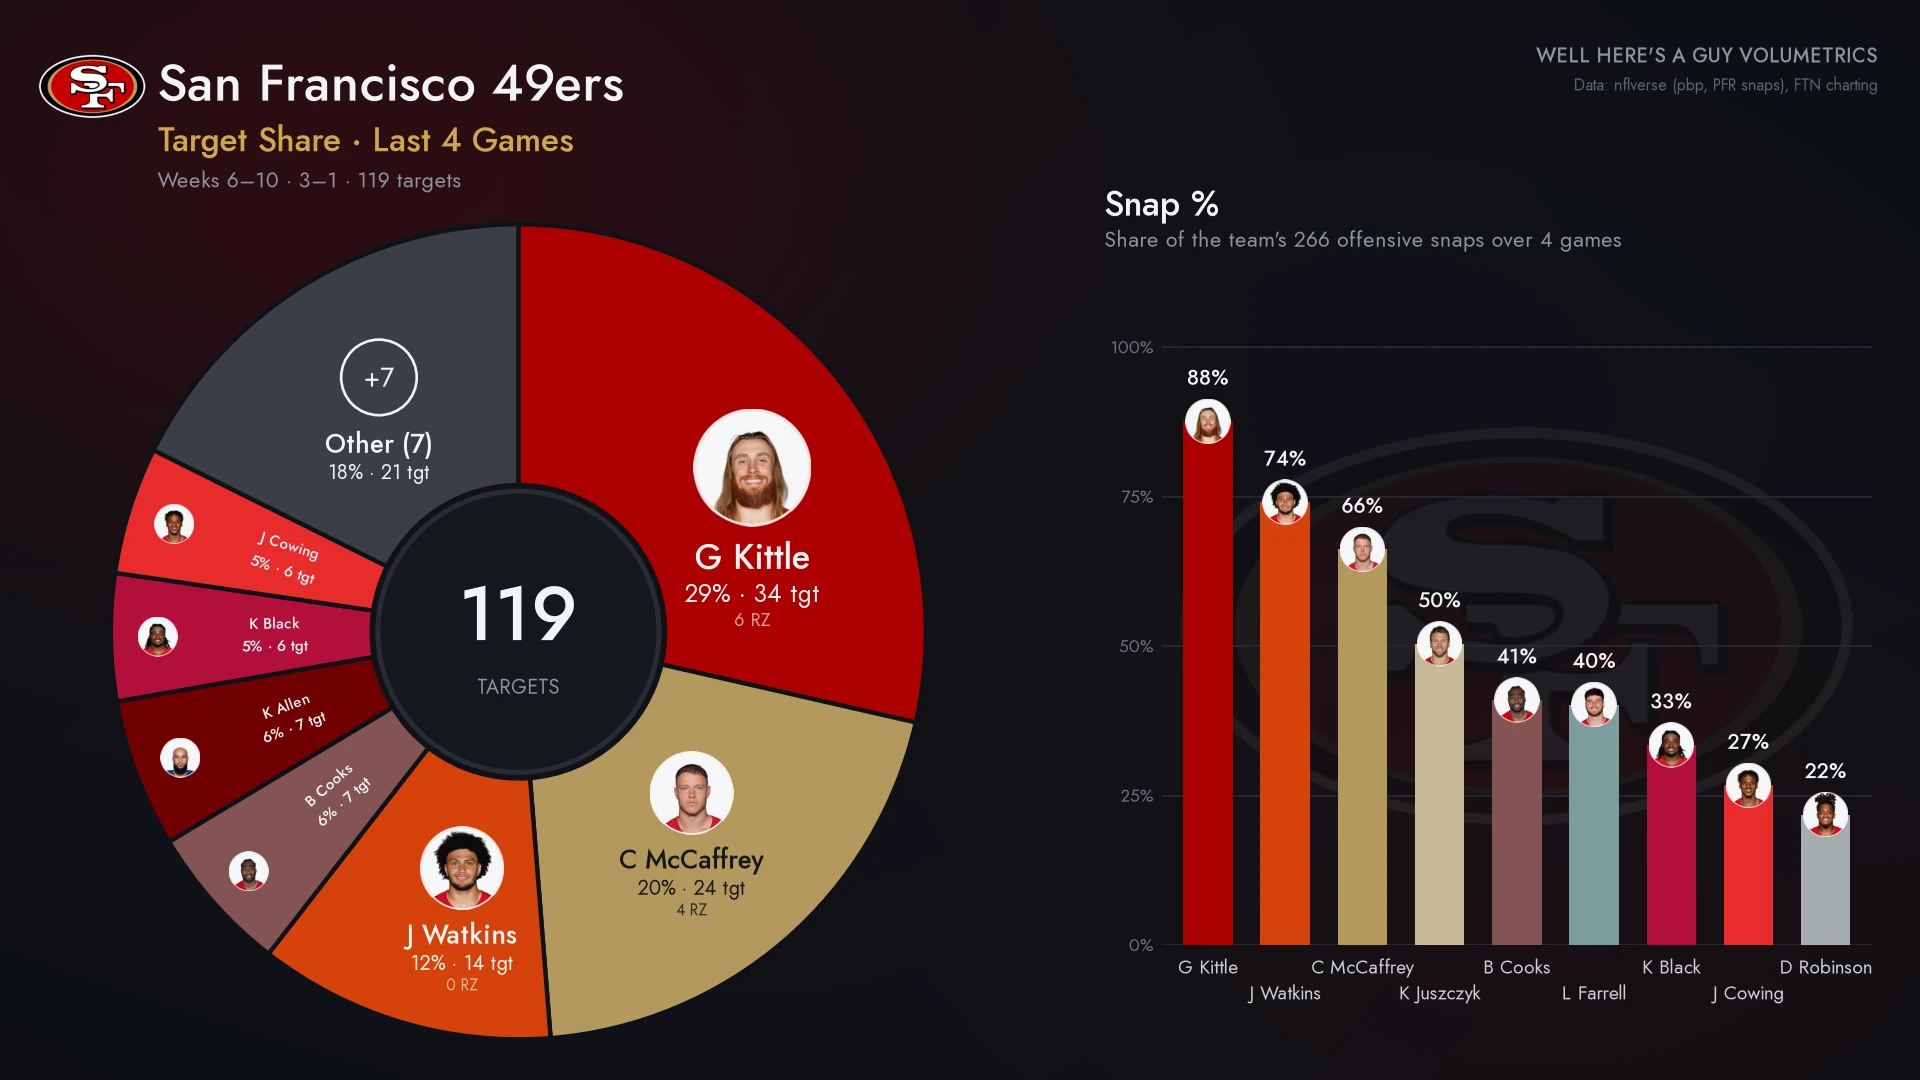 SF
San Francisco 49ers
Target Share · Last 4 Games
Weeks 6–10 · 3–1 · 119 targets
WELL HERE'S A GUY VOLUMETRICS
Data: nflverse (pbp, PFR snaps), FTN charting
+7
Other (7)
18% · 21 tgt
G Kittle
29% · 34 tgt
6 RZ
J Cowing
5% · 6 tgt
K Black
5% · 6 tgt
K Allen
6% · 7 tgt
B Cooks
6% · 7 tgt
J Watkins
12% · 14 tgt
0 RZ
C McCaffrey
20% · 24 tgt
4 RZ
119
TARGETS
Snap %
Share of the team's 266 offensive snaps over 4 games
100%
75%
50%
25%
0%
88%
74%
66%
50%
41%
40%
33%
27%
22%
G Kittle
J Watkins
C McCaffrey
K Juszczyk
B Cooks
L Farrell
K Black
J Cowing
D Robinson